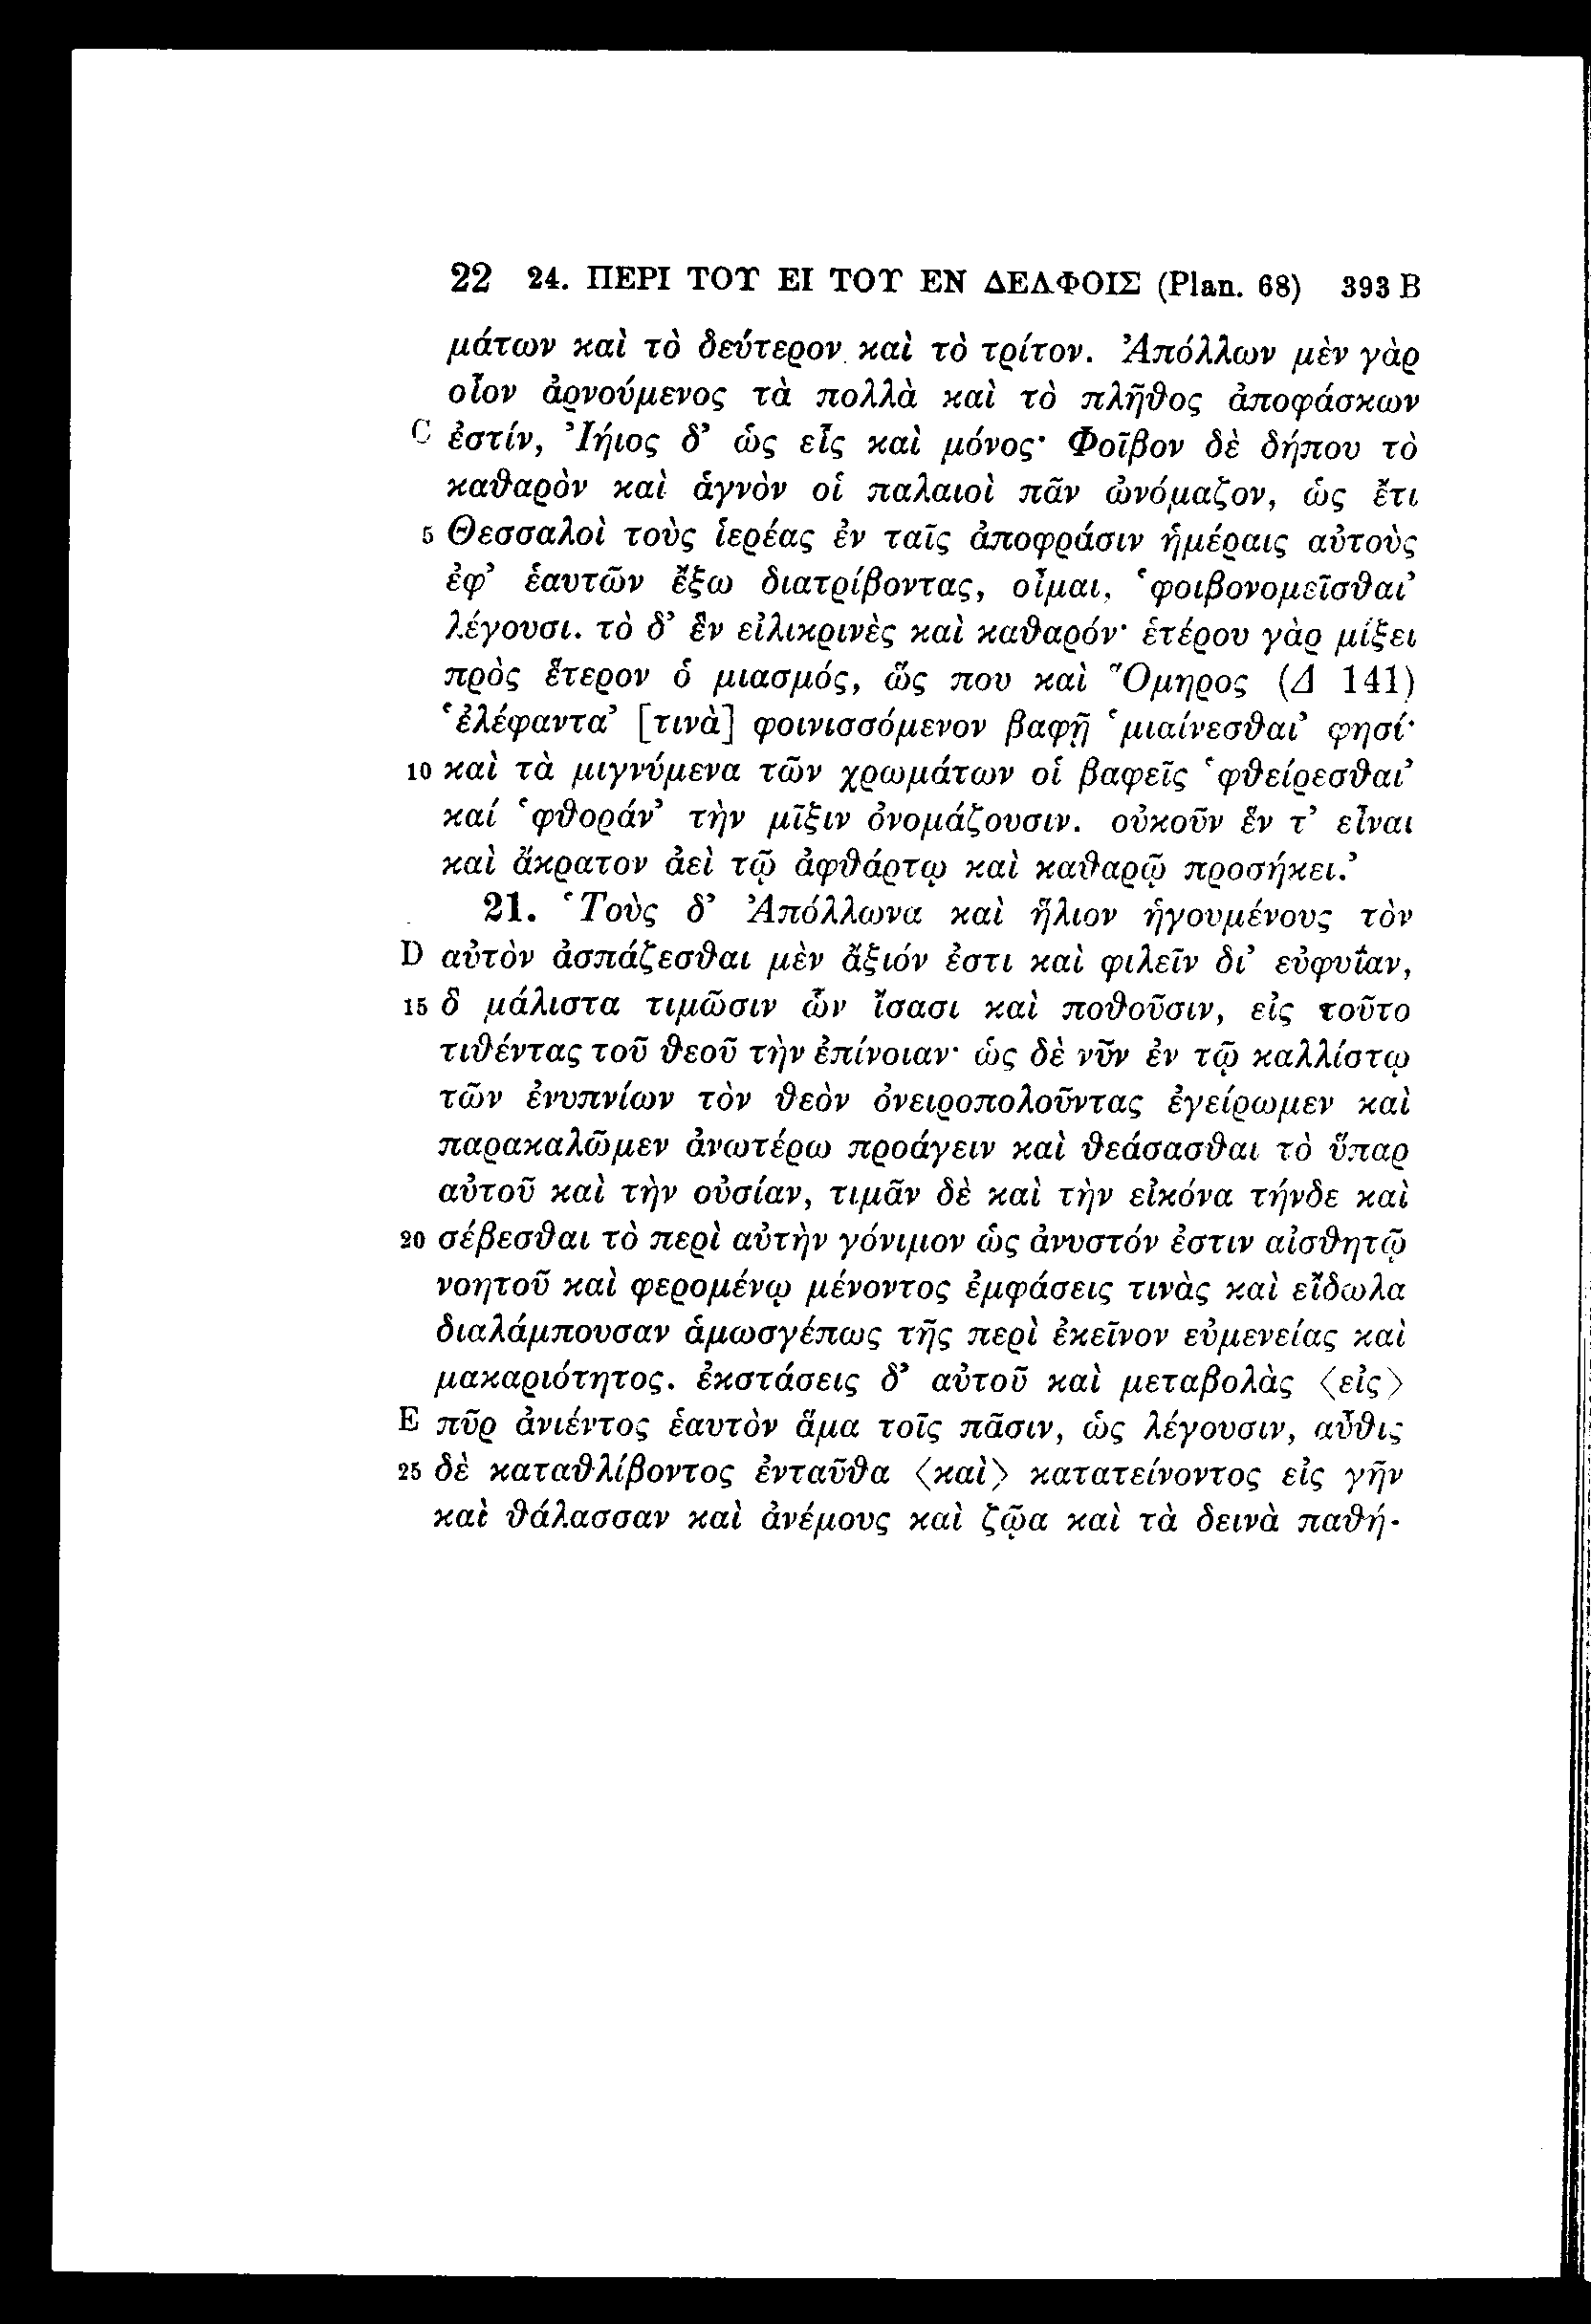 22 24. ΠΕΡΙ ΤΟΥ ΕΙ ΤΟΥ ΕΝ ΔΕΛΦΟΙΣ (Plan. 68) 393 B
μάτων καὶ τὸ δεύτερον καὶ τὸ τρίτον. Ἀπόλλων μὲν γὰρ
οἷον ἀρνούμενος τὰ πολλὰ καὶ τὸ πλῆθος ἀποφάσκων
C ἐστίν, Ἰήιος δ’ ὡς εἷς καὶ μόνος· Φοῖβον δὲ δήπου τὸ
καθαρὸν καὶ ἁγνὸν οἱ παλαιοὶ πᾶν ὠνόμαζον, ὡς ἔτι
5 Θεσσαλοὶ τοὺς ἱερέας ἐν ταῖς ἀποφράσιν ἡμέραις αὐτοὺς
ἐφ’ ἑαυτῶν ἔξω διατρίβοντας, οἶμαι, ‘φοιβονομεῖσθαι’
λέγουσι. τὸ δ’ ἓν εἰλικρινὲς καὶ καθαρόν· ἑτέρου γὰρ μίξει
πρὸς ἕτερον ὁ μιασμός, ὥς που καὶ Ὅμηρος (Δ 141)
‘ἐλέφαντα’ [τινὰ] φοινισσόμενον βαφῇ ‘μιαίνεσθαι’ φησί·
10 καὶ τὰ μιγνύμενα τῶν χρωμάτων οἱ βαφεῖς ‘φθείρεσθαι’
καί ‘φθοράν’ τὴν μῖξιν ὀνομάζουσιν. οὐκοῦν ἕν τ’ εἶναι
καὶ ἄκρατον ἀεὶ τῷ ἀφθάρτῳ καὶ καθαρῷ προσήκει.’
21. ‘Τοὺς δ’ Ἀπόλλωνα καὶ ἥλιον ἡγουμένους τὸν
D αὐτὸν ἀσπάζεσθαι μὲν ἄξιόν ἐστι καὶ φιλεῖν δι’ εὐφυΐαν,
15 ὃ μάλιστα τιμῶσιν ὧν ἴσασι καὶ ποθοῦσιν, εἰς τοῦτο
τιθέντας τοῦ θεοῦ τὴν ἐπίνοιαν· ὡς δὲ νῦν ἐν τῷ καλλίστῳ
τῶν ἐνυπνίων τὸν θεὸν ὀνειροπολοῦντας ἐγείρωμεν καὶ
παρακαλῶμεν ἀνωτέρω προάγειν καὶ θεάσασθαι τὸ ὕπαρ
αὐτοῦ καὶ τὴν οὐσίαν, τιμᾶν δὲ καὶ τὴν εἰκόνα τήνδε καὶ
20 σέβεσθαι τὸ περὶ αὐτὴν γόνιμον ὡς ἀνυστόν ἐστιν αἰσθητῷ
νοητοῦ καὶ φερομένῳ μένοντος ἐμφάσεις τινὰς καὶ εἴδωλα
διαλάμπουσαν ἁμωσγέπως τῆς περὶ ἐκεῖνον εὐμενείας καὶ
μακαριότητος. ἐκστάσεις δ’ αὐτοῦ καὶ μεταβολὰς 〈εἰς〉
E πῦρ ἀνιέντος ἑαυτὸν ἅμα τοῖς πᾶσιν, ὡς λέγουσιν, αὖθις
25 δὲ καταθλίβοντος ἐνταῦθα 〈καὶ〉 κατατείνοντος εἰς γῆν
καὶ θάλασσαν καὶ ἀνέμους καὶ ζῷα καὶ τὰ δεινὰ παθή-